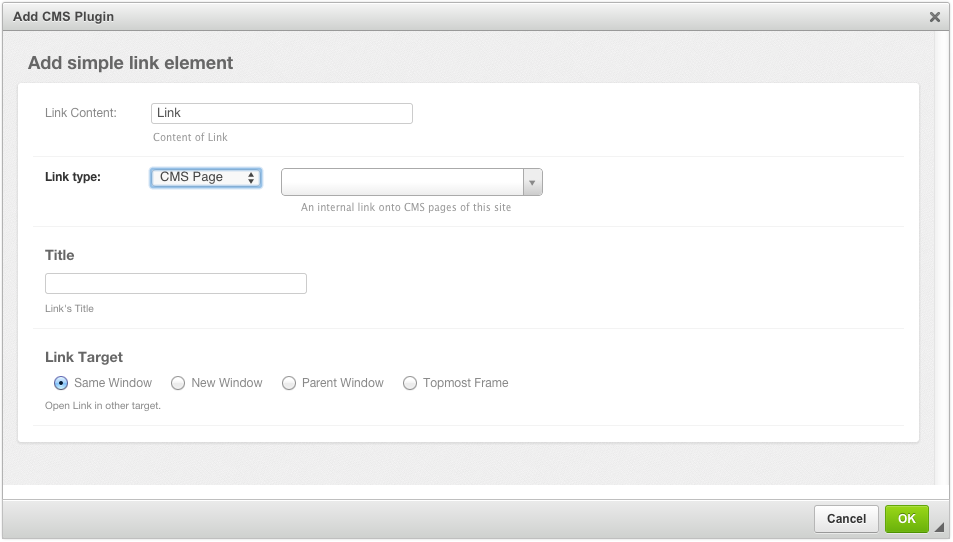 Add CMS Plugin
Add simple link element
Link Content: Link
Content of Link
Link type: CMS Page
An internal link onto CMS pages of this site
Title
Link's Title
Link Target
Same Window New Window Parent Window Topmost Frame
Open Link in other target.
Cancel OK